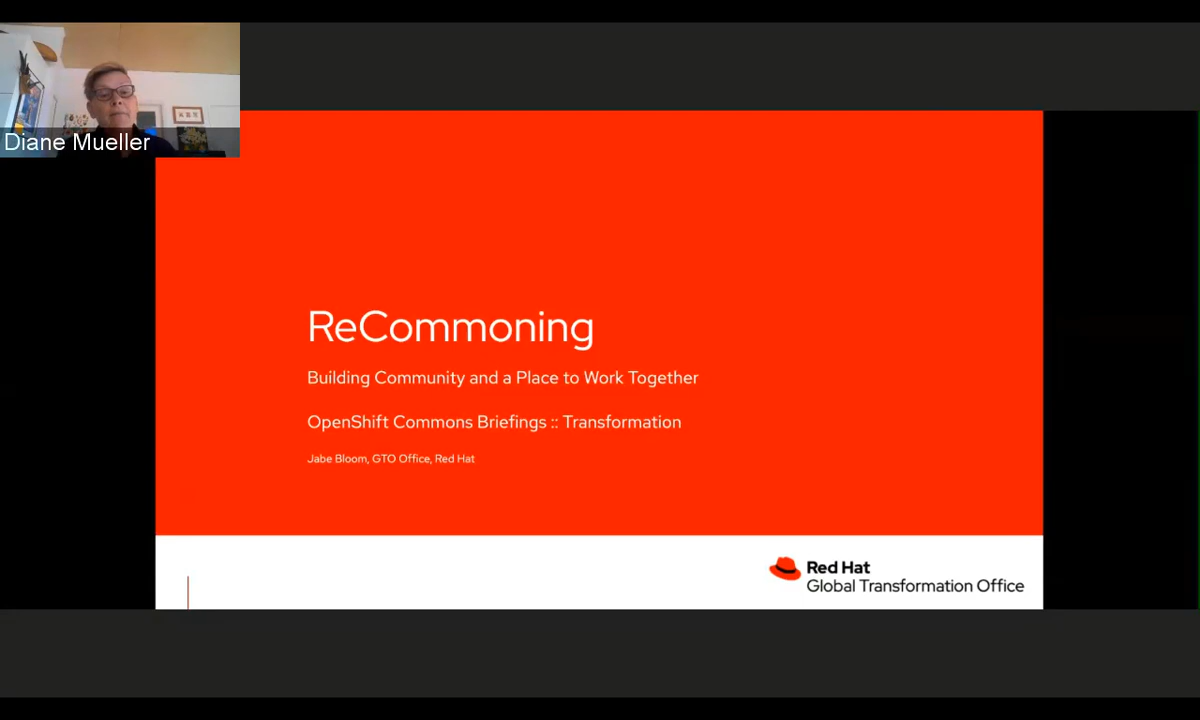 Diane Mueller
ReCommoning
Building Community and a Place to Work Together
OpenShift Commons Briefings :: Transformation
Jabe Bloom, GTO Office, Red Hat
Red Hat
Global Transformation Office